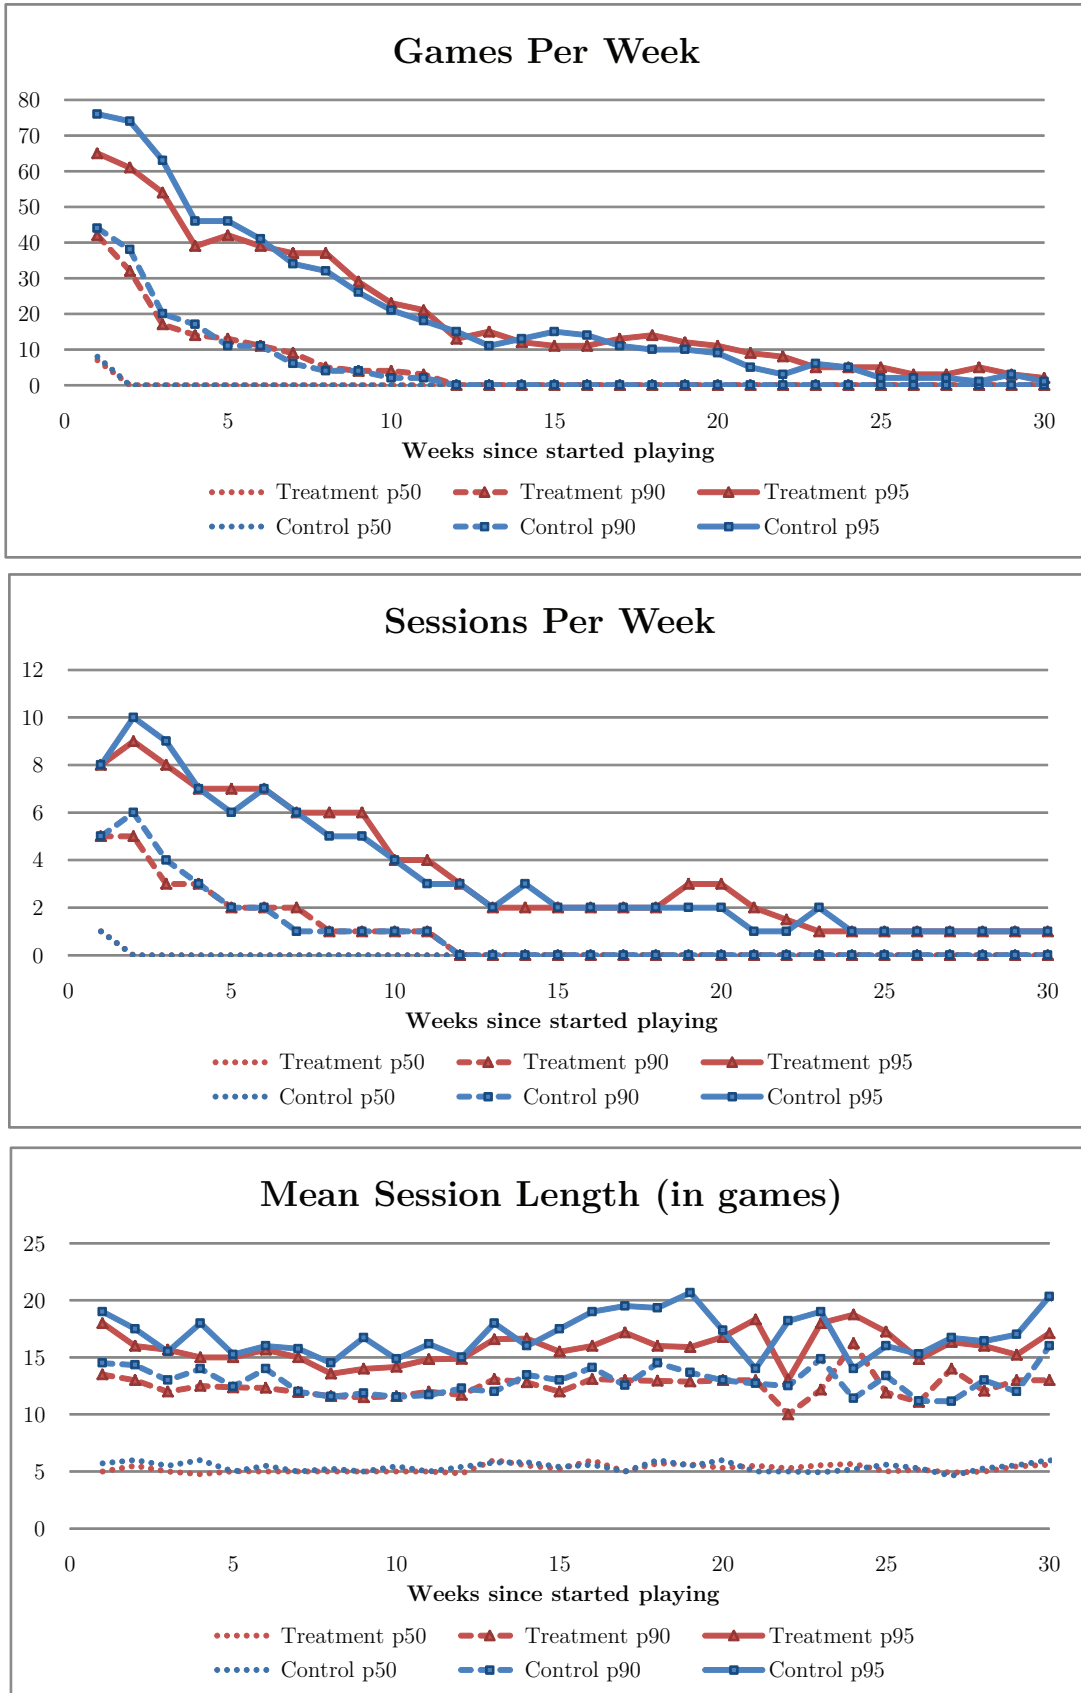 Games Per Week
80
70
60
50
40
30
20
10
0
0 5 10 15 20 25 30
Weeks since started playing
Treatment p50 Treatment p90 Treatment p95
Control p50 Control p90 Control p95
Sessions Per Week
12
10
8
6
4
2
0
0 5 10 15 20 25 30
Weeks since started playing
Treatment p50 Treatment p90 Treatment p95
Control p50 Control p90 Control p95
Mean Session Length (in games)
25
20
15
10
5
0
0 5 10 15 20 25 30
Weeks since started playing
Treatment p50 Treatment p90 Treatment p95
Control p50 Control p90 Control p95